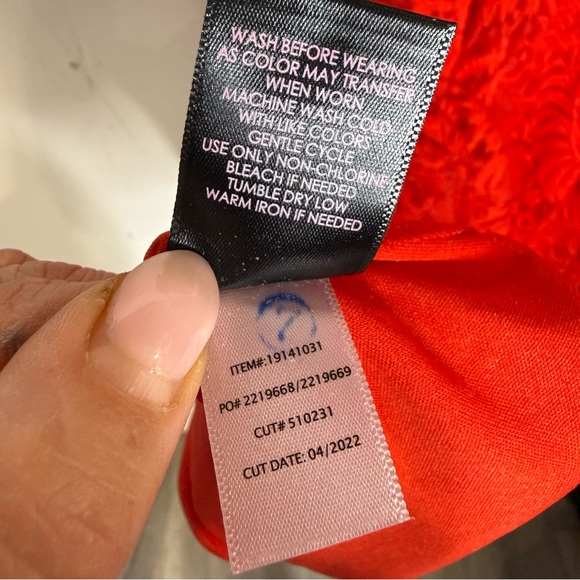 WASH BEFORE WEARING
AS COLOR MAY TRANSFER
WHEN WORN
MACHINE WASH COLD
WITH LIKE COLORS
GENTLE CYCLE
USE ONLY NON-CHLORINE
BLEACH IF NEEDED
TUMBLE DRY LOW
WARM IRON IF NEEDED
7
ITEM#:19141031
PO# 2219668/2219669
CUT# 510231
CUT DATE: 04/2022